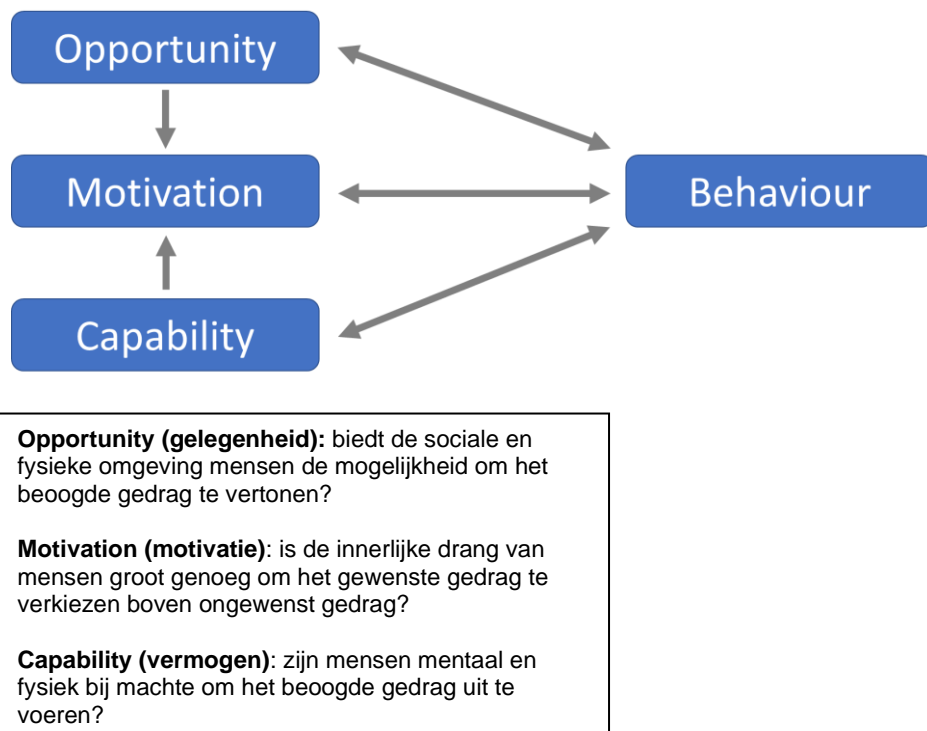 Opportunity
Motivation
Behaviour
Capability
Opportunity (gelegenheid): biedt de sociale en
fysieke omgeving mensen de mogelijkheid om het
beoogde gedrag te vertonen?
Motivation (motivatie): is de innerlijke drang van
mensen groot genoeg om het gewenste gedrag te
verkiezen boven ongewenst gedrag?
Capability (vermogen): zijn mensen mentaal en
fysiek bij machte om het beoogde gedrag uit te
voeren?